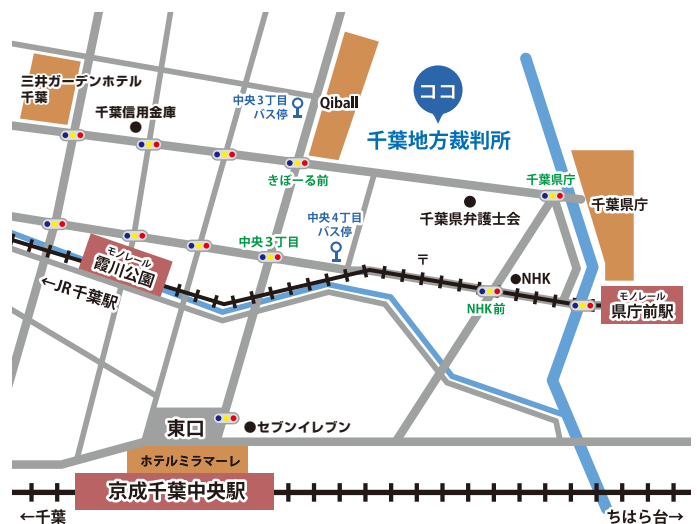 三井ガーデンホテル
千葉
千葉信用金庫
中央3丁目
バス停
Qiball
ココ
千葉地方裁判所
きぼーる前
千葉県庁
千葉県庁
千葉県弁護士会
中央3丁目
中央4丁目
バス停
モノレール
葭川公園
←JR千葉駅
〒
NHK
NHK前
モノレール
県庁前駅
東口
セブンイレブン
ホテルミラマーレ
京成千葉中央駅
←千葉
ちはら台→